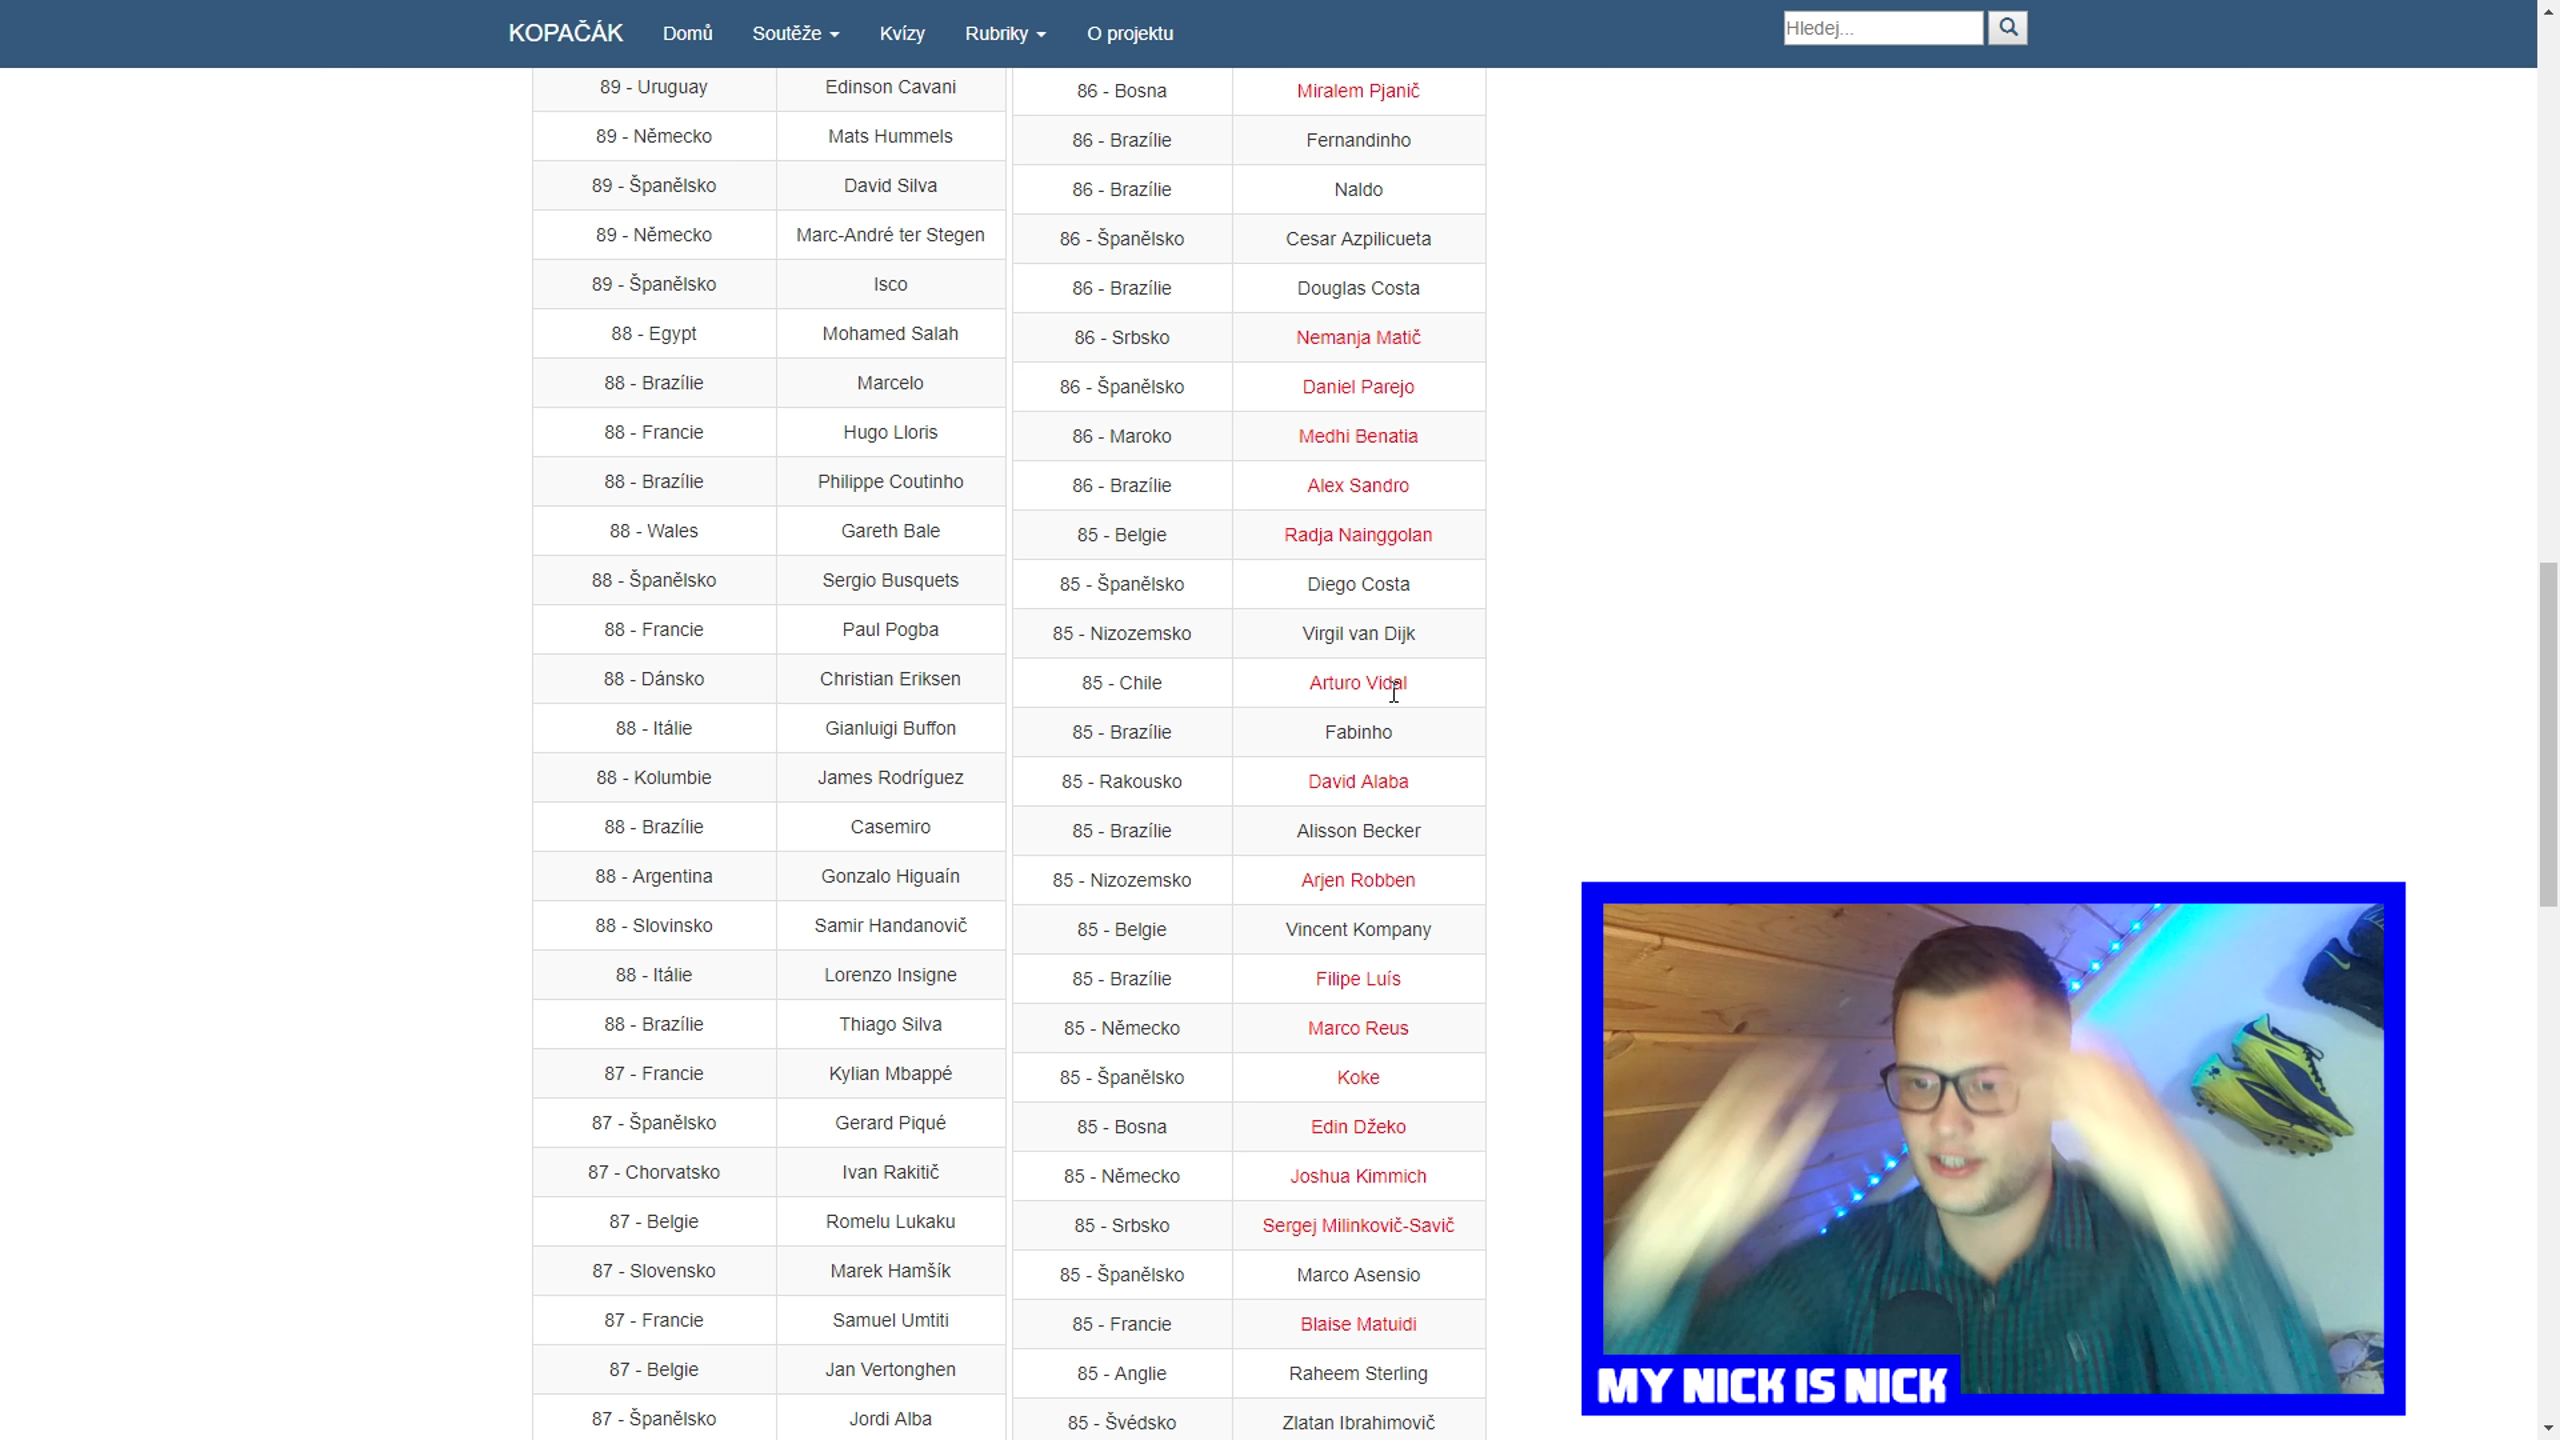 KOPAČÁK Domů Soutěže Kvízy Rubriky O projektu Hledej...
89 - Uruguay Edinson Cavani
89 - Německo Mats Hummels
89 - Španělsko David Silva
89 - Německo Marc-André ter Stegen
89 - Španělsko Isco
88 - Egypt Mohamed Salah
88 - Brazílie Marcelo
88 - Francie Hugo Lloris
88 - Brazílie Philippe Coutinho
88 - Wales Gareth Bale
88 - Španělsko Sergio Busquets
88 - Francie Paul Pogba
88 - Dánsko Christian Eriksen
88 - Itálie Gianluigi Buffon
88 - Kolumbie James Rodríguez
88 - Brazílie Casemiro
88 - Argentina Gonzalo Higuaín
88 - Slovinsko Samir Handanovič
88 - Itálie Lorenzo Insigne
88 - Brazílie Thiago Silva
87 - Francie Kylian Mbappé
87 - Španělsko Gerard Piqué
87 - Chorvatsko Ivan Rakitič
87 - Belgie Romelu Lukaku
87 - Slovensko Marek Hamšík
87 - Francie Samuel Umtiti
87 - Belgie Jan Vertonghen
87 - Španělsko Jordi Alba
86 - Bosna Miralem Pjanič
86 - Brazílie Fernandinho
86 - Brazílie Naldo
86 - Španělsko Cesar Azpilicueta
86 - Brazílie Douglas Costa
86 - Srbsko Nemanja Matič
86 - Španělsko Daniel Parejo
86 - Maroko Medhi Benatia
86 - Brazílie Alex Sandro
85 - Belgie Radja Nainggolan
85 - Španělsko Diego Costa
85 - Nizozemsko Virgil van Dijk
85 - Chile Arturo Vidal
85 - Brazílie Fabinho
85 - Rakousko David Alaba
85 - Brazílie Alisson Becker
85 - Nizozemsko Arjen Robben
85 - Belgie Vincent Kompany
85 - Brazílie Filipe Luís
85 - Německo Marco Reus
85 - Španělsko Koke
85 - Bosna Edin Džeko
85 - Německo Joshua Kimmich
85 - Srbsko Sergej Milinkovič-Savič
85 - Španělsko Marco Asensio
85 - Francie Blaise Matuidi
85 - Anglie Raheem Sterling
85 - Švédsko Zlatan Ibrahimovič
MY NICK IS NICK